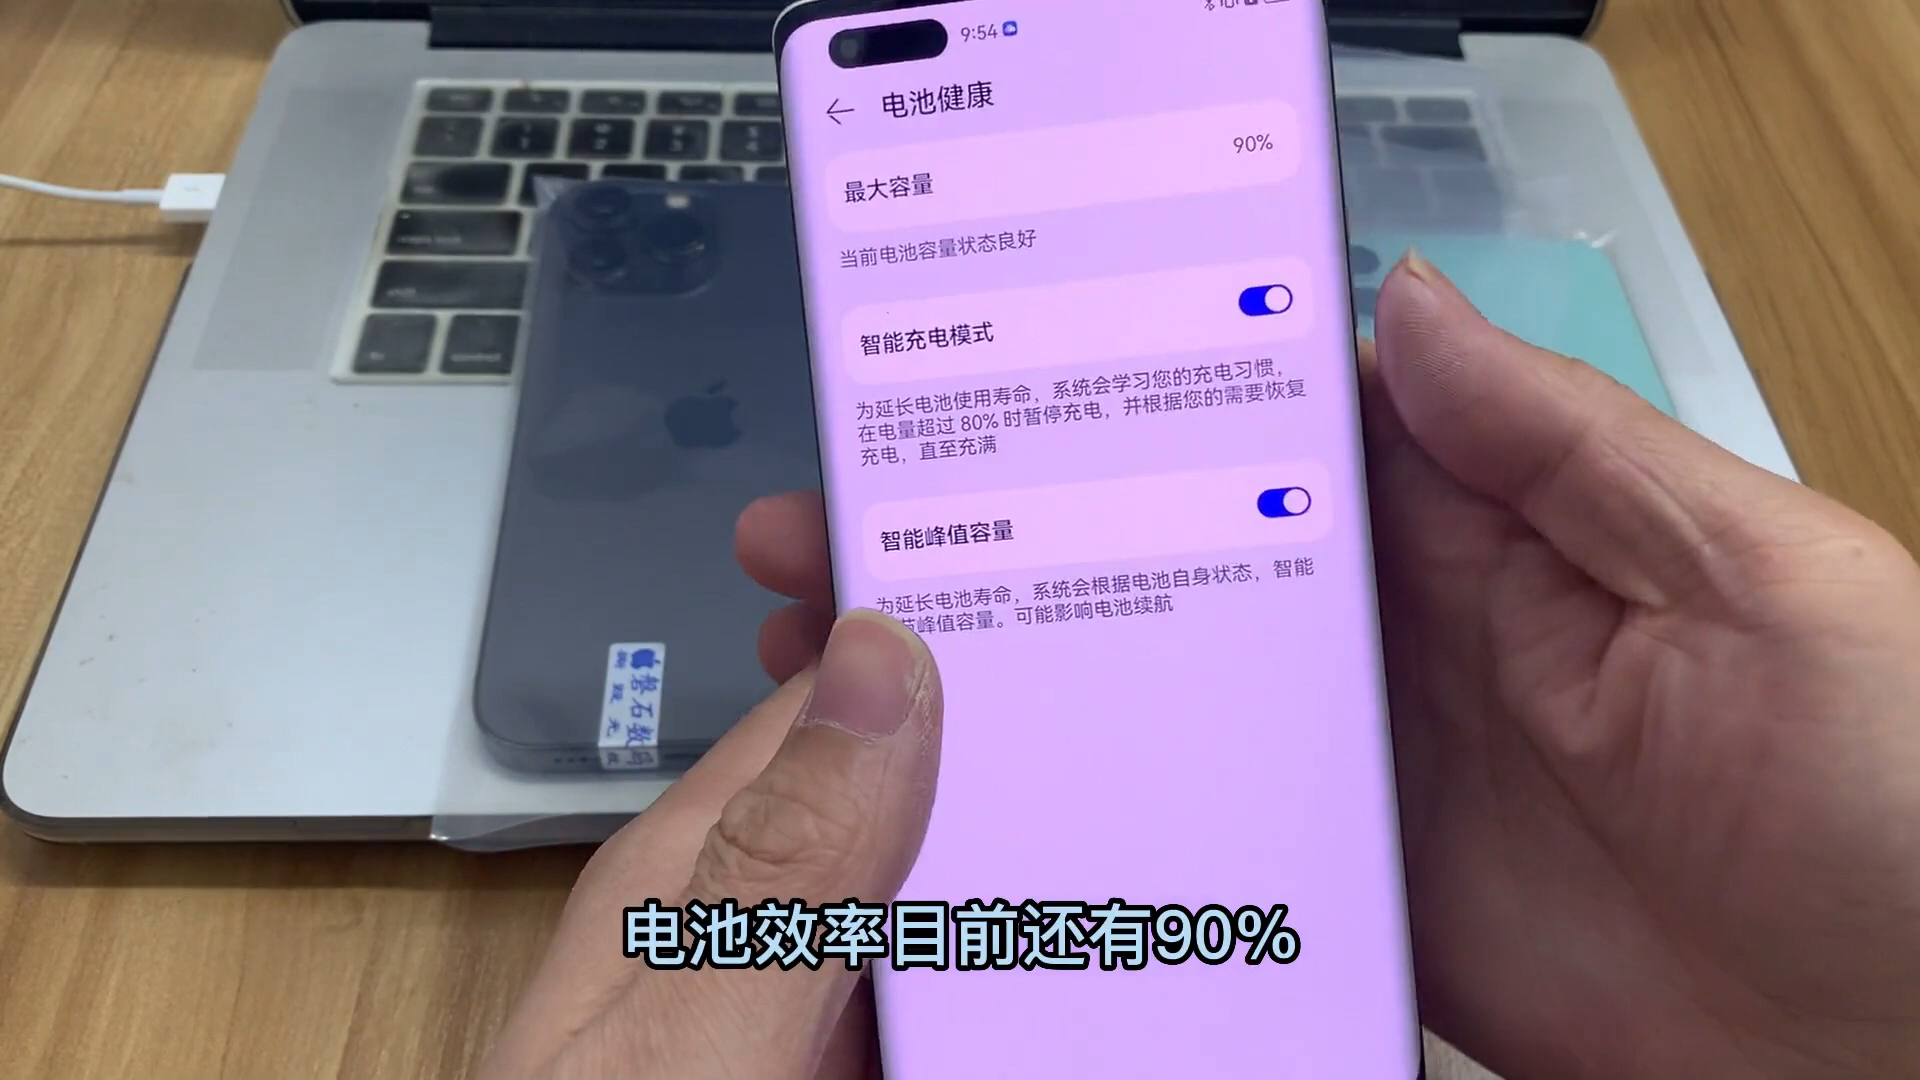 9:54
电池健康
最大容量
90%
当前电池容量状态良好
智能充电模式
为延长电池使用寿命，系统会学习您的充电习惯，
在电量超过 80% 时暂停充电，并根据您的需要恢复
充电，直至充满
智能峰值容量
为延长电池寿命，系统会根据电池自身状态，智能
峰值容量。可能影响电池续航
磐石数码
电池效率目前还有90%